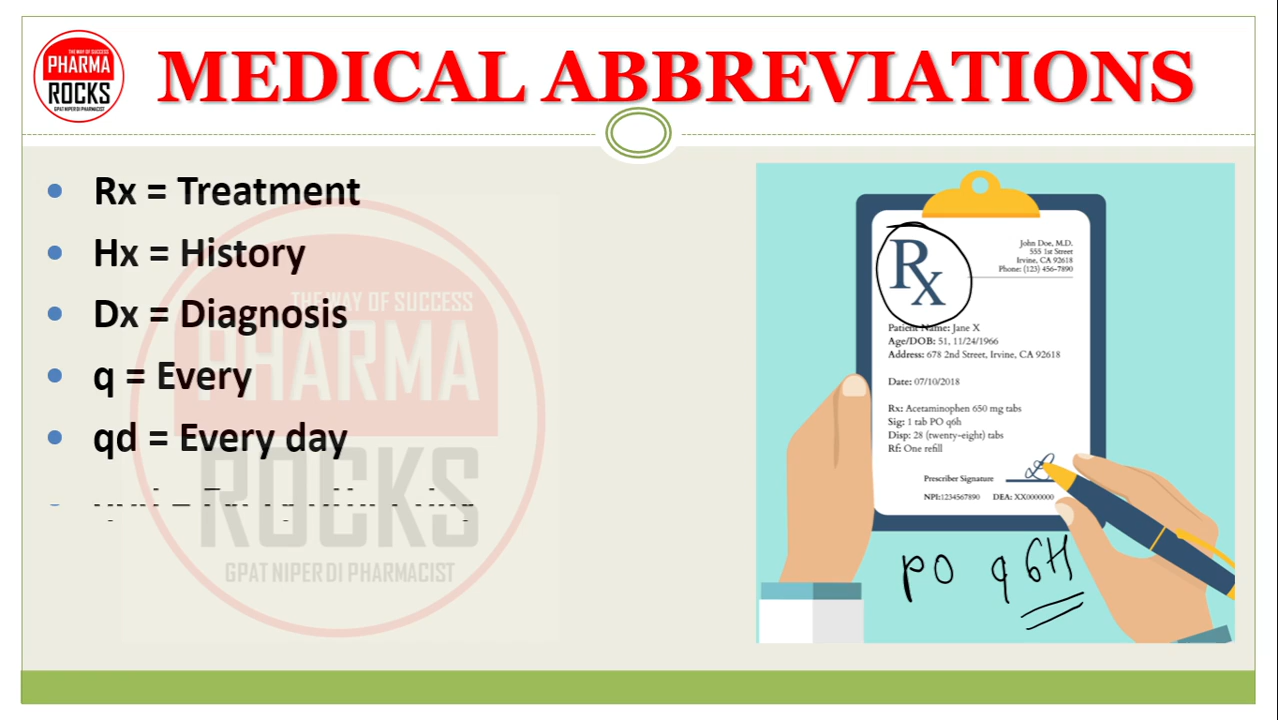 THE WAY OF SUCCESS
PHARMA
ROCKS
GPAT NIPER DI PHARMACIST
MEDICAL ABBREVIATIONS
• Rx = Treatment
• Hx = History
• Dx = Diagnosis
• q = Every
• qd = Every day
THE WAY OF SUCCESS
PHARMA
ROCKS
GPAT NIPER DI PHARMACIST
Rx
John Doe, M.D.
555 1st Street
Irvine, CA 92618
Phone: (123) 456-7890
Patient Name: Jane X
Age/DOB: 51, 11/24/1966
Address: 678 2nd Street, Irvine, CA 92618
Date: 07/10/2018
Rx: Acetaminophen 650 mg tabs
Sig: 1 tab PO q6h
Disp: 28 (twenty-eight) tabs
Rf: One refill
Prescriber Signature
NPI:1234567890 DEA: XX0000000
PO q6H